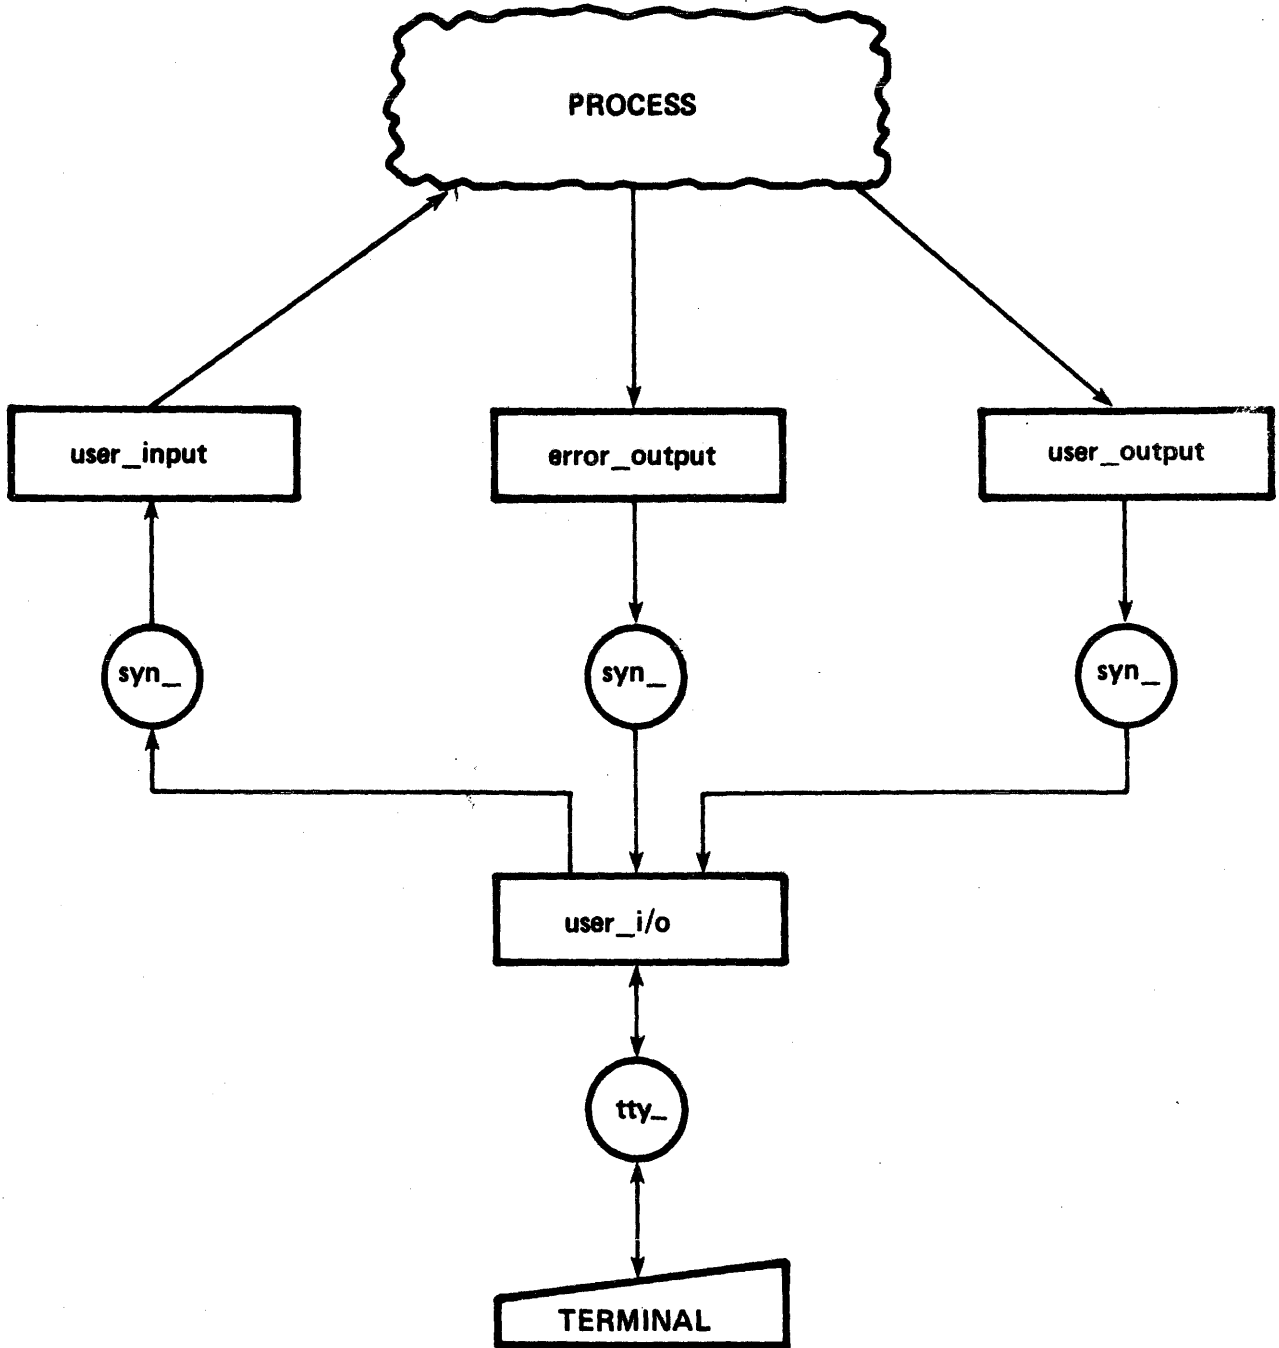 PROCESS
user_input
error_output
user_output
syn_
syn_
syn_
user_i/o
tty_
TERMINAL